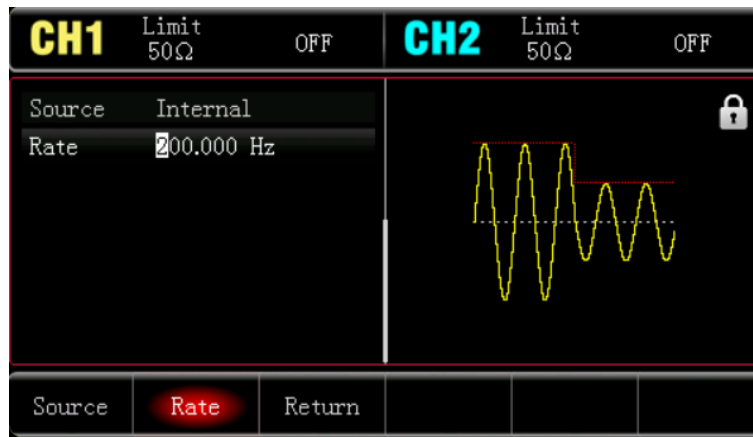 CH1 Limit 50Ω OFF CH2 Limit 50Ω OFF
Source Internal
Rate 200.000 Hz
Source Rate Return